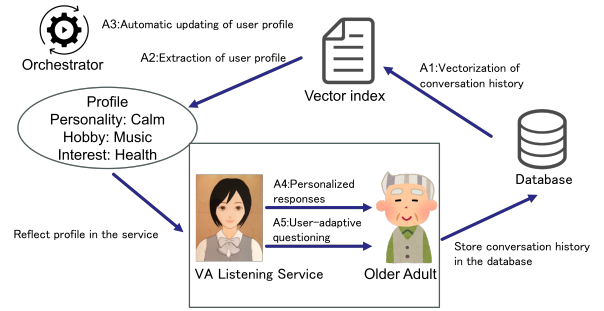 A3:Automatic updating of user profile
Orchestrator
A2:Extraction of user profile
Vector index
A1:Vectorization of
conversation history
Profile
Personality: Calm
Hobby: Music
Interest: Health
Database
A4:Personalized
responses
A5:User-adaptive
questioning
Reflect profile in the service
VA Listening Service
Older Adult
Store conversation history
in the database